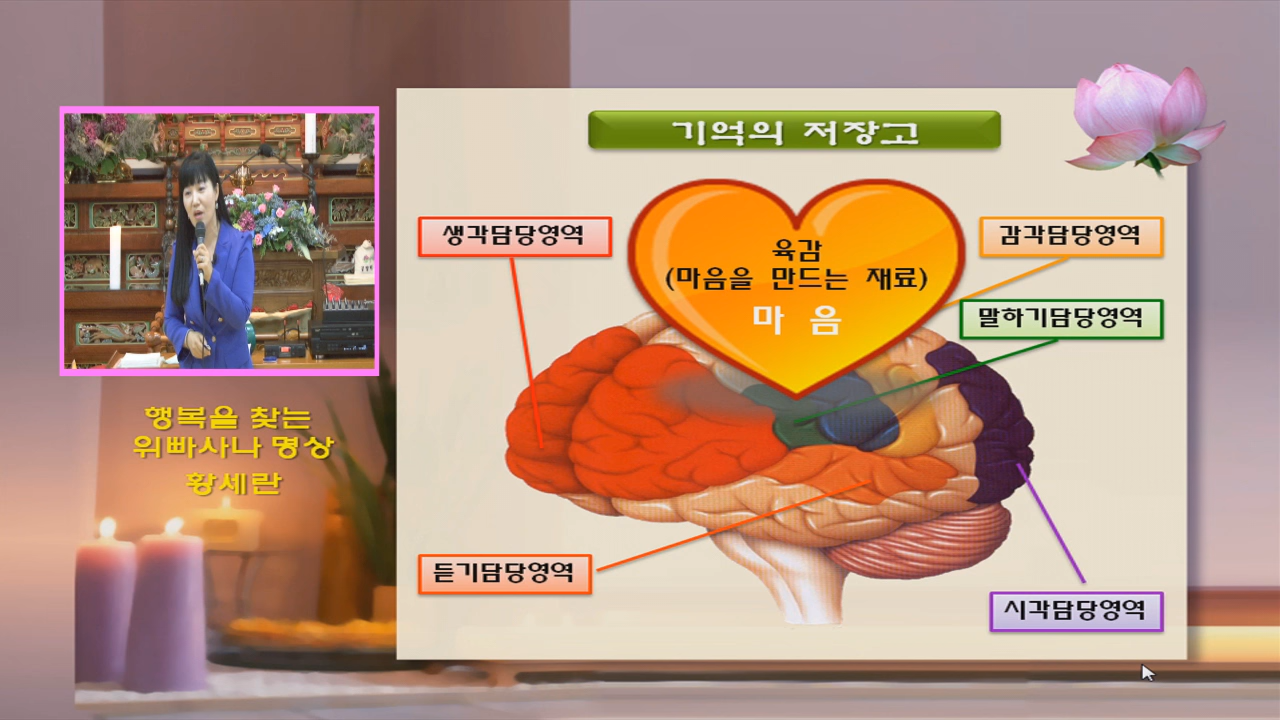 기억의 저장고
생각담당영역
감각담당영역
육감
(마음을 만드는 재료)
마 음
말하기담당영역
행복을 찾는
위빠사나 명상
황세란
듣기담당영역
시각담당영역